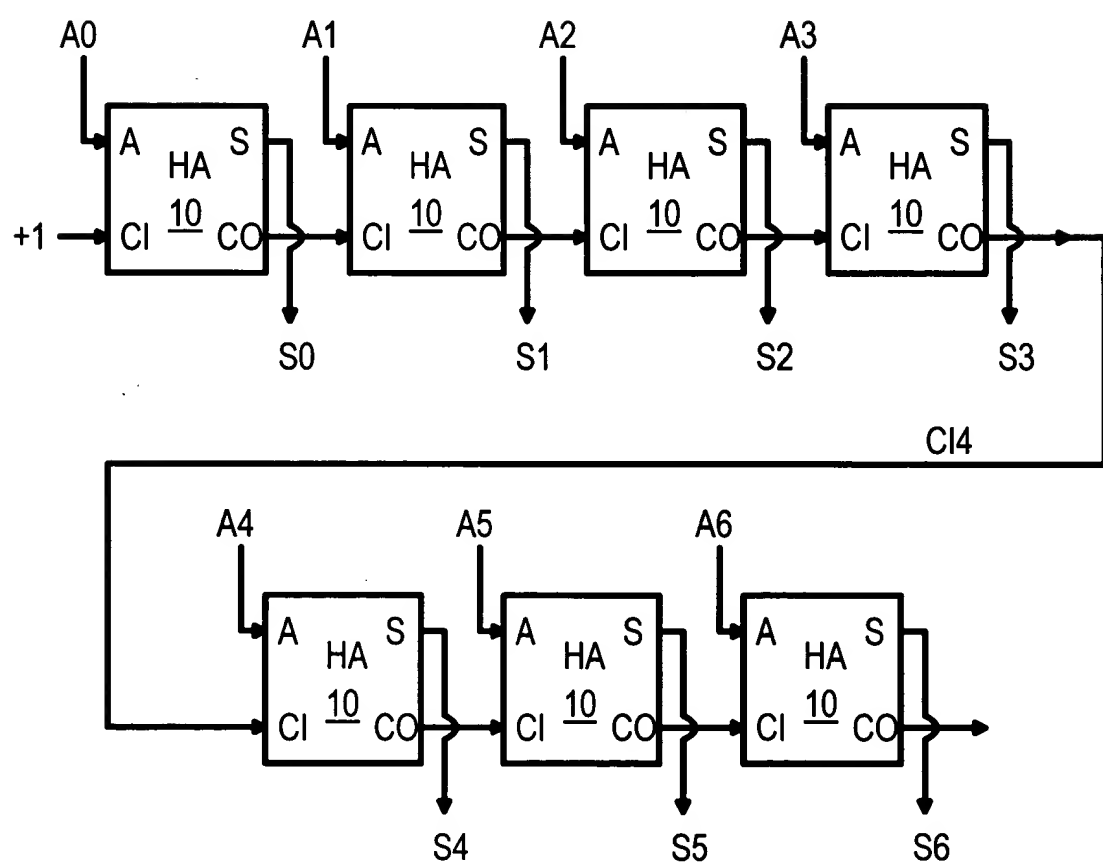 A0 A1 A2 A3
A S A S A S A S
HA HA HA HA
10 10 10 10
+1 CI CO CI CO CI CO CI CO
S0 S1 S2 S3
CI4
A4 A5 A6
A S A S A S
HA HA HA
10 10 10
CI CO CI CO CI CO
S4 S5 S6